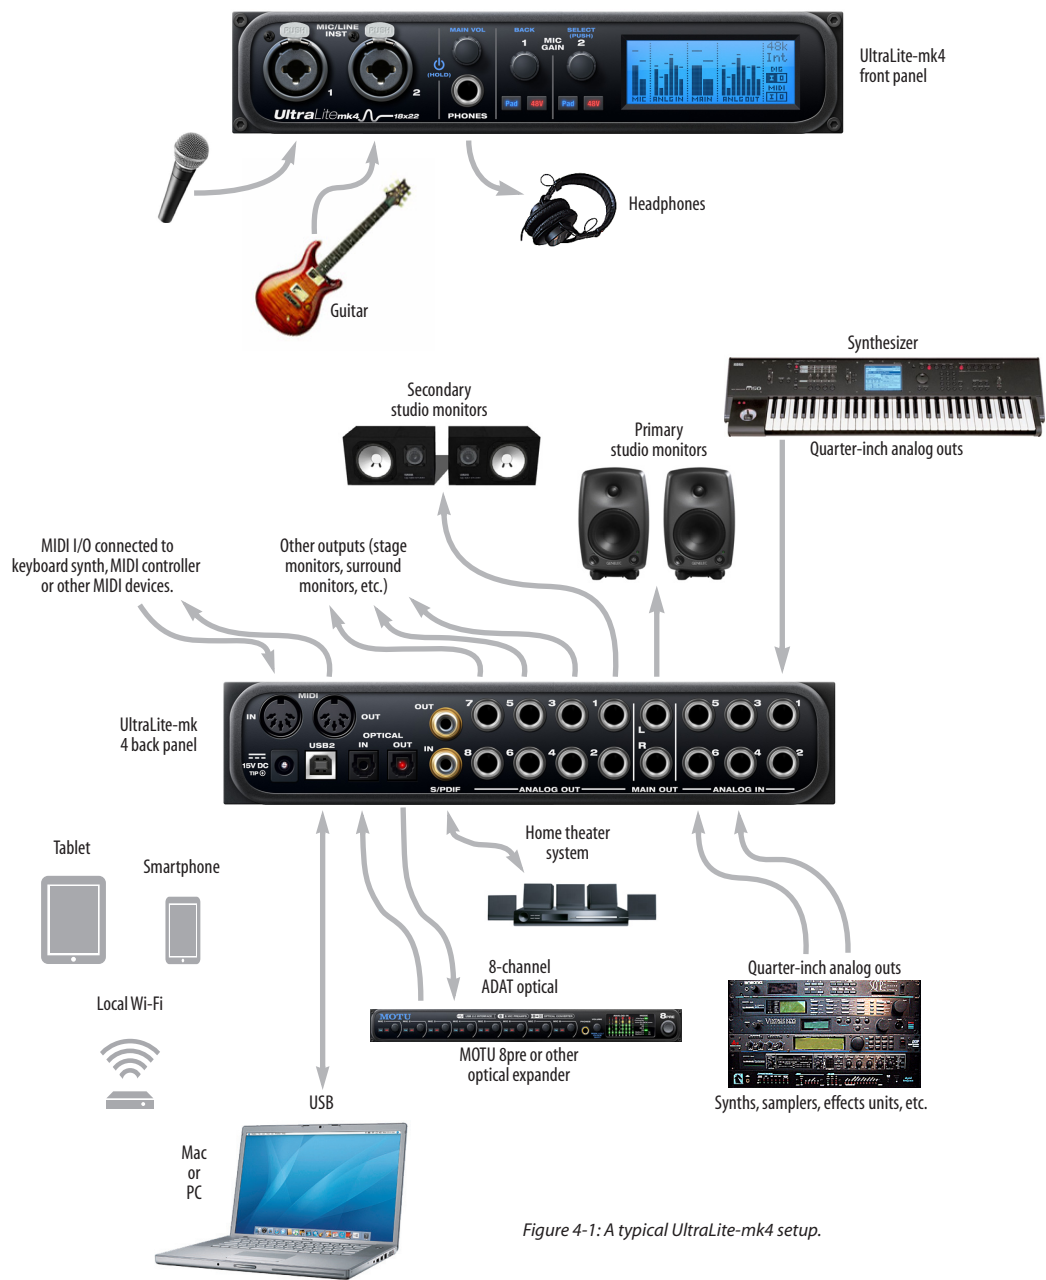 PUSH
MIC/LINE
INST
PUSH
MAIN VOL
BACK
SELECT
(PUSH)
1
MIC
GAIN
2
(HOLD)
1
2
Pad
48V
Pad
48V
UltraLite mk4
18x22
PHONES
48k
Int
MG
I O
MIDI
I O
MIC
ANLG IN
MAIN
ANLG OUT
UltraLite-mk4
front panel
Headphones
Guitar
Synthesizer
Quarter-inch analog outs
Secondary
studio monitors
Primary
studio monitors
MIDI I/O connected to
keyboard synth, MIDI controller
or other MIDI devices.
Other outputs (stage
monitors, surround
monitors, etc.)
UltraLite-mk
4 back panel
MIDI
IN
OUT
OPTICAL
IN
OUT
USB2
15V DC
TIP
OUT
IN
S/PDIF
7
5
3
1
8
6
4
2
ANALOG OUT
L
R
MAIN OUT
5
3
1
6
4
2
ANALOG IN
Tablet
Smartphone
Local Wi-Fi
Home theater
system
8-channel
ADAT optical
MOTU
8pre
MOTU 8pre or other
optical expander
Quarter-inch analog outs
Synths, samplers, effects units, etc.
USB
Mac
or
PC
Figure 4-1: A typical UltraLite-mk4 setup.